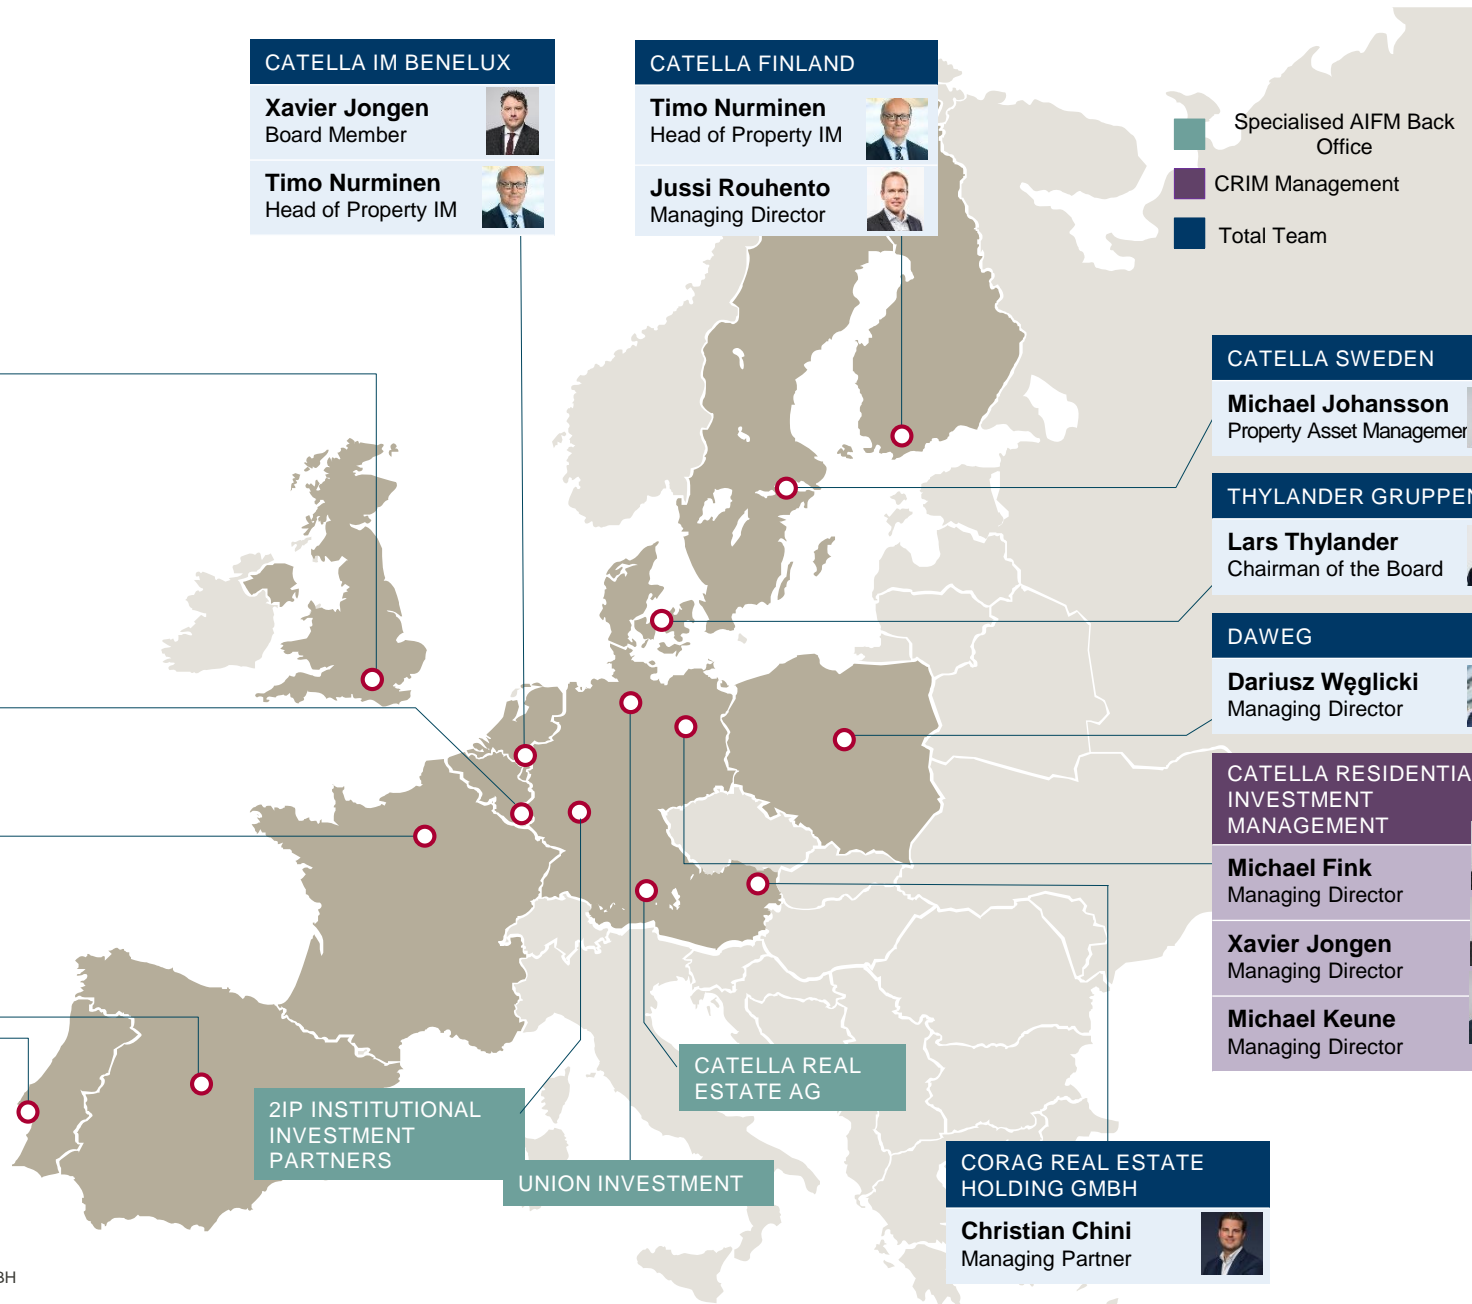 CATELLA IM BENELUX
Xavier Jongen
Board Member
Timo Nurminen
Head of Property IM
CATELLA FINLAND
Timo Nurminen
Head of Property IM
Jussi Rouhento
Managing Director
Specialised AIFM Back
Office
CRIM Management
Total Team
CATELLA SWEDEN
Michael Johansson
Property Asset Managemen
THYLANDER GRUPPEN
Lars Thylander
Chairman of the Board
DAWEG
Dariusz Węglicki
Managing Director
CATELLA RESIDENTIA
INVESTMENT
MANAGEMENT
Michael Fink
Managing Director
Xavier Jongen
Managing Director
Michael Keune
Managing Director
CATELLA REAL
ESTATE AG
2IP INSTITUTIONAL
INVESTMENT
PARTNERS
UNION INVESTMENT
CORAG REAL ESTATE
HOLDING GMBH
Christian Chini
Managing Partner
BH